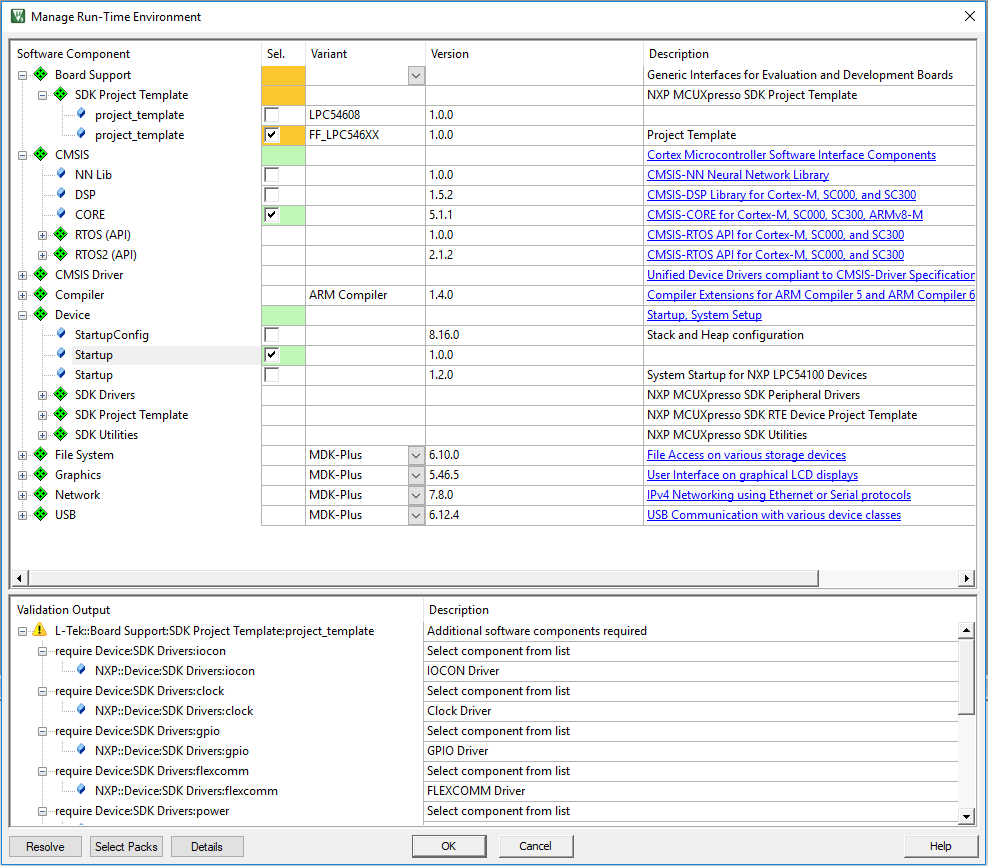 Manage Run-Time Environment
Software Component Sel. Variant Version Description
Board Support Generic Interfaces for Evaluation and Development Boards
SDK Project Template NXP MCUXpresso SDK Project Template
project_template LPC54608 1.0.0
project_template FF_LPC546XX 1.0.0 Project Template
CMSIS Cortex Microcontroller Software Interface Components
NN Lib 1.0.0 CMSIS-NN Neural Network Library
DSP 1.5.2 CMSIS-DSP Library for Cortex-M, SC000, and SC300
CORE 5.1.1 CMSIS-CORE for Cortex-M, SC000, SC300, ARMv8-M
RTOS (API) 1.0.0 CMSIS-RTOS API for Cortex-M, SC000, and SC300
RTOS2 (API) 2.1.2 CMSIS-RTOS API for Cortex-M, SC000, and SC300
CMSIS Driver Unified Device Drivers compliant to CMSIS-Driver Specification
Compiler ARM Compiler 1.4.0 Compiler Extensions for ARM Compiler 5 and ARM Compiler 6
Device Startup, System Setup
StartupConfig 8.16.0 Stack and Heap configuration
Startup 1.0.0
Startup 1.2.0 System Startup for NXP LPC54100 Devices
SDK Drivers NXP MCUXpresso SDK Peripheral Drivers
SDK Project Template NXP MCUXpresso SDK RTE Device Project Template
SDK Utilities NXP MCUXpresso SDK Utilities
File System MDK-Plus 6.10.0 File Access on various storage devices
Graphics MDK-Plus 5.46.5 User Interface on graphical LCD displays
Network MDK-Plus 7.8.0 IPv4 Networking using Ethernet or Serial protocols
USB MDK-Plus 6.12.4 USB Communication with various device classes
Validation Output Description
L-Tek::Board Support:SDK Project Template:project_template Additional software components required
require Device:SDK Drivers:iocon Select component from list
NXP::Device:SDK Drivers:iocon IOCON Driver
require Device:SDK Drivers:clock Select component from list
NXP::Device:SDK Drivers:clock Clock Driver
require Device:SDK Drivers:gpio Select component from list
NXP::Device:SDK Drivers:gpio GPIO Driver
require Device:SDK Drivers:flexcomm Select component from list
NXP::Device:SDK Drivers:flexcomm FLEXCOMM Driver
require Device:SDK Drivers:power Select component from list
Resolve Select Packs Details OK Cancel Help